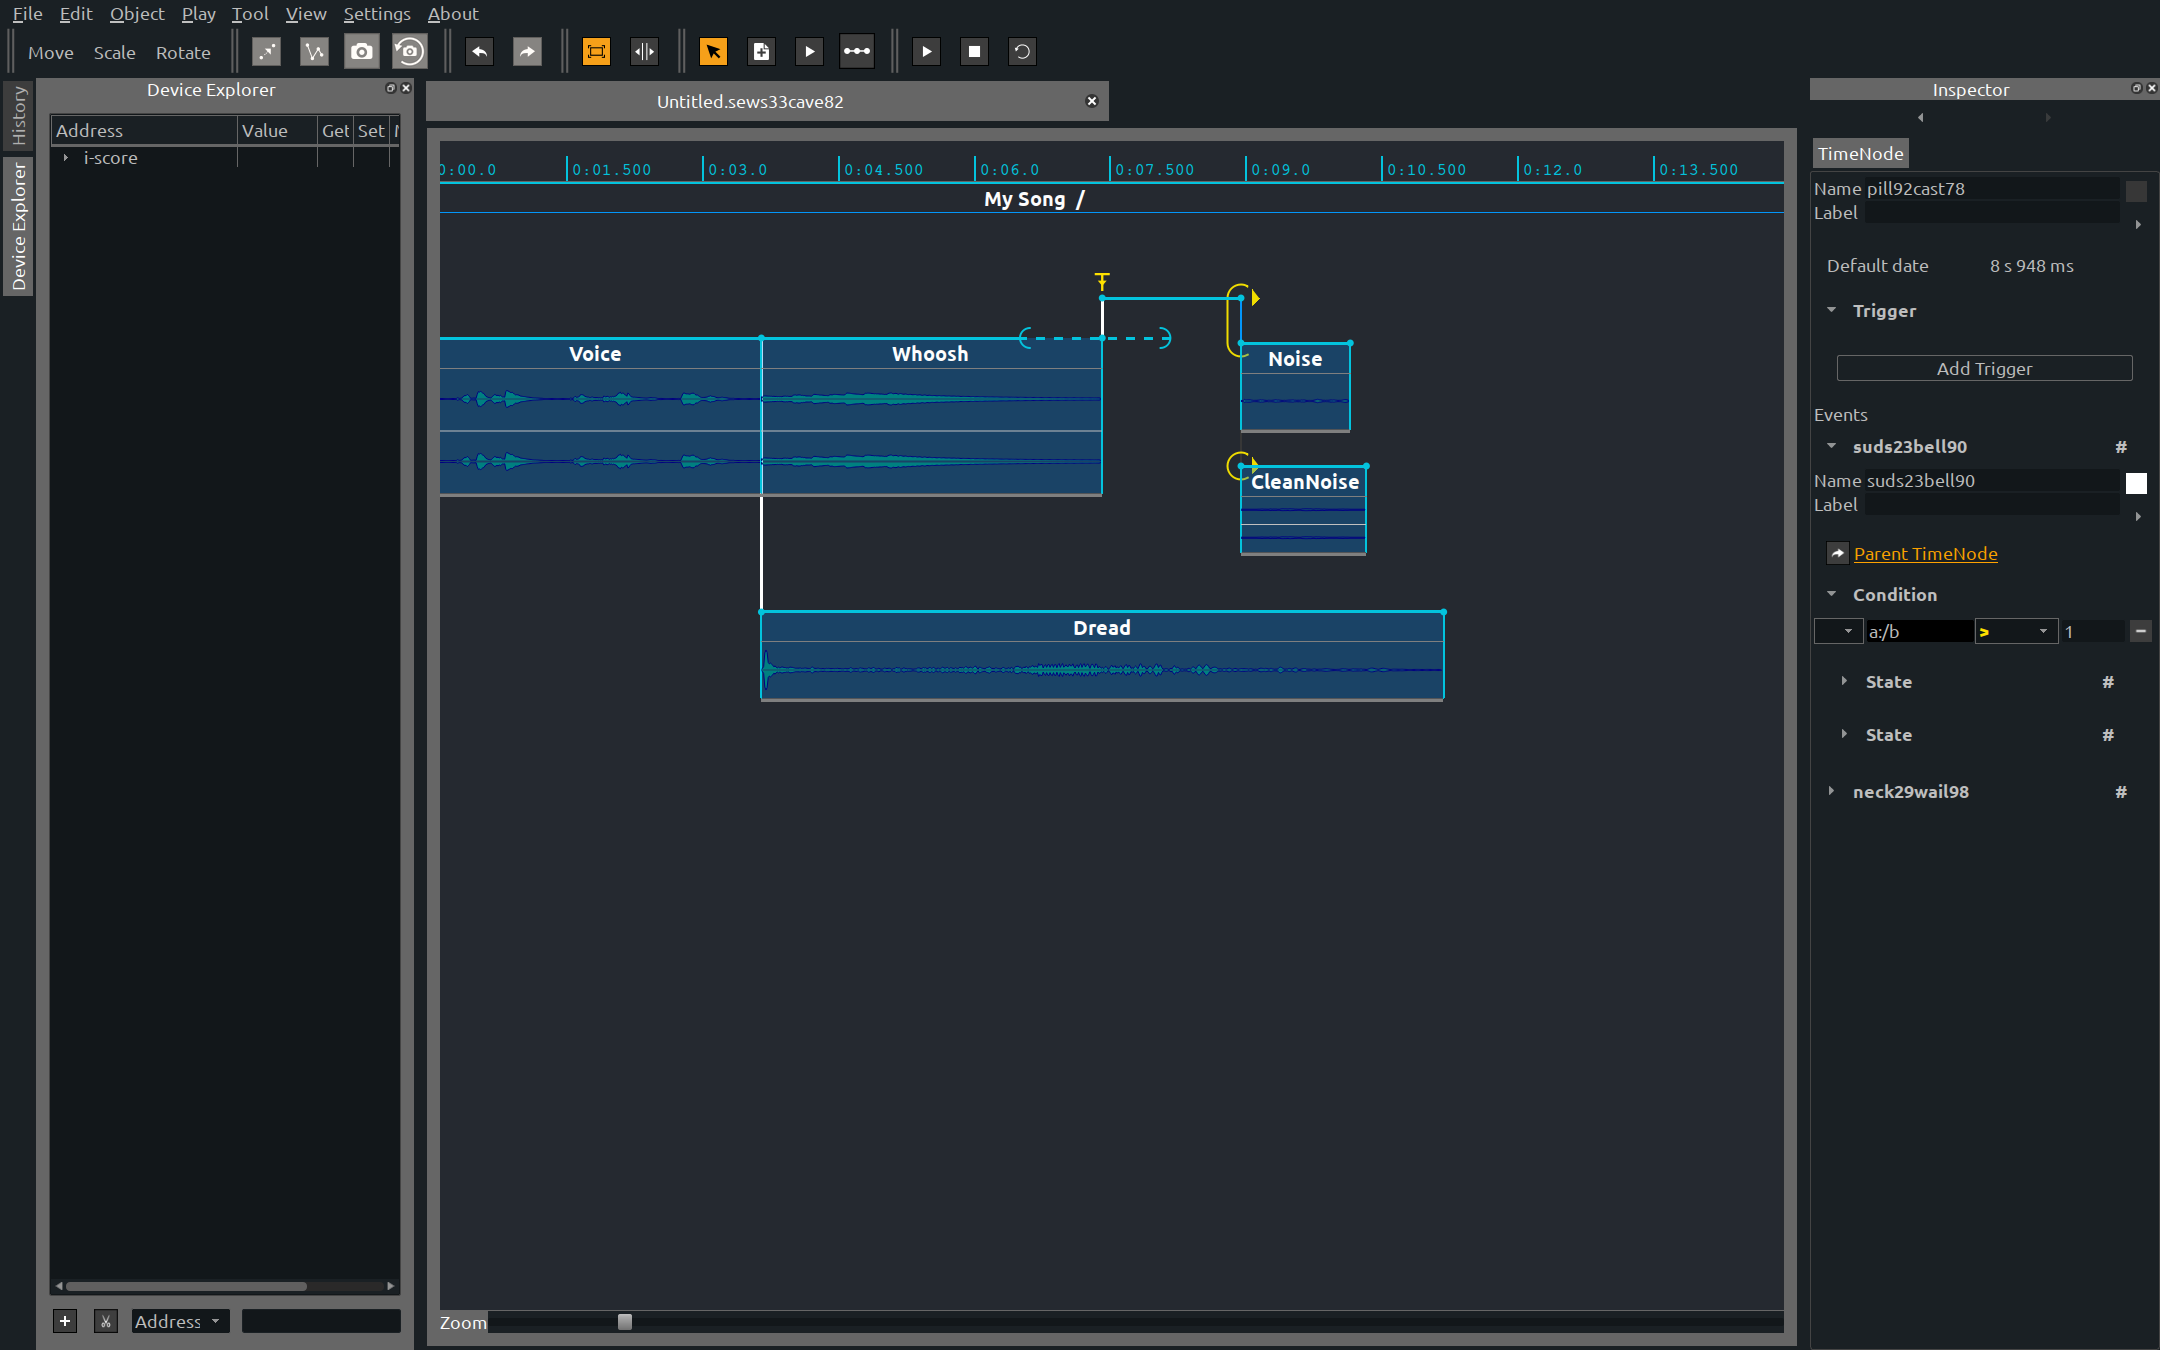 File Edit Object Play Tool View Settings About
Move Scale Rotate
History
Device Explorer
Device Explorer
Address Value Get Set
i-score
Address
Untitled.sews33cave82
0:00.0 0:01.500 0:03.0 0:04.500 0:06.0 0:07.500 0:09.0 0:10.500 0:12.0 0:13.500
My Song /
Voice
Whoosh
Noise
CleanNoise
Dread
Zoom
Inspector
TimeNode
Name pill92cast78
Label
Default date 8 s 948 ms
Trigger
Add Trigger
Events
suds23bell90 #
Name suds23bell90
Label
Parent TimeNode
Condition
a:/b > 1
State #
State #
neck29wail98 #